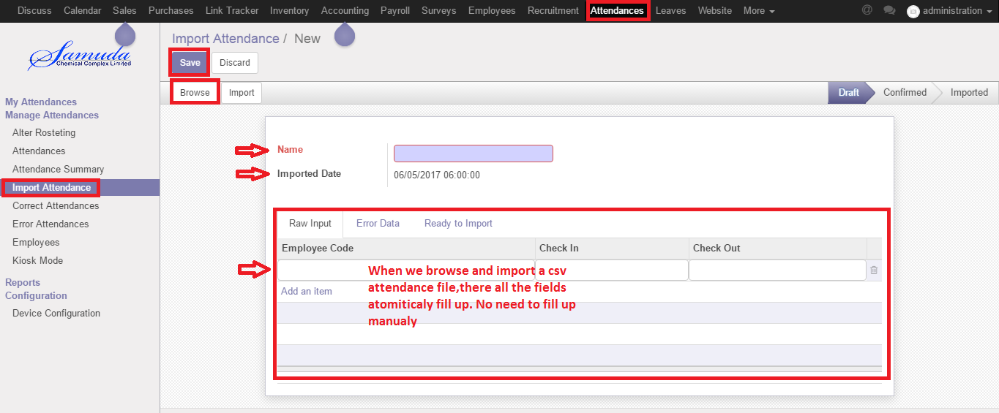 Discuss Calendar Sales Purchases Link Tracker Inventory Accounting Payroll Surveys Employees Recruitment Attendances Leaves Website More @ administration
Samuda
Chemical Complex Limited
Import Attendance / New
Save Discard
Browse Import Draft Confirmed Imported
My Attendances
Manage Attendances
Alter Rosteting
Attendances
Attendance Summary
Import Attendance
Correct Attendances
Error Attendances
Employees
Kiosk Mode
Reports
Configuration
Device Configuration
Name
Imported Date 06/05/2017 06:00:00
Raw Input Error Data Ready to Import
Employee Code Check In Check Out
When we browse and import a csv
attendance file,there all the fields
atomiticaly fill up. No need to fill up
manualy
Add an item